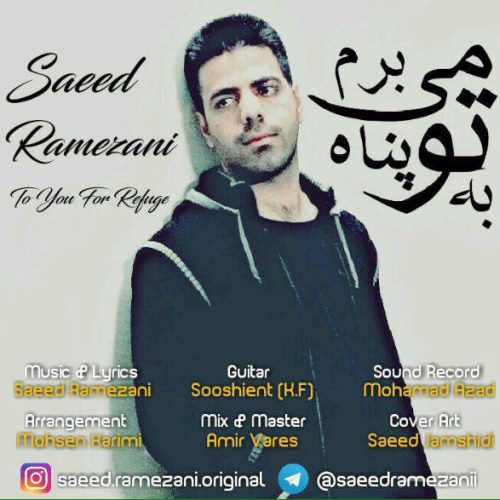 Saeed
Ramezani
To You For Refuge
می برم
به تو پناه
Music & Lyrics
Saeed Ramezani
Guitar
Sooshient (K.F)
Sound Record
Mohamad Azad
Arrangement
Mohsen Karimi
Mix & Master
Amir Vares
Cover Art
Saeed Jamshidi
saeed.ramezani.original
@saeedramezanii